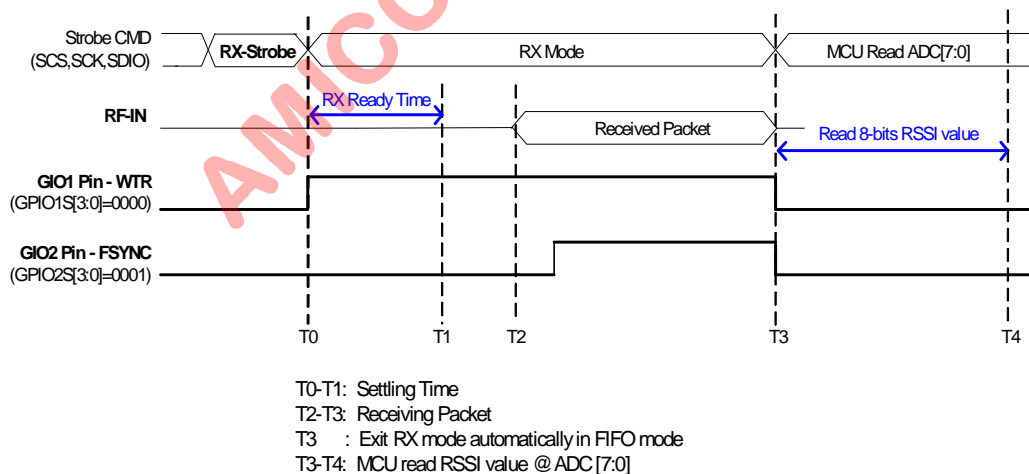 Strobe CMD
(SCS,SCK,SDIO)
RX-Strobe
RX Mode
MCU Read ADC[7:0]
RX Ready Time
RF-IN
Received Packet
Read 8-bits RSSI value
GIO1 Pin - WTR
(GPIO1S[3:0]=0000)
GIO2 Pin - FSYNC
(GPIO2S[3:0]=0001)
T0 T1 T2 T3 T4
T0-T1: Settling Time
T2-T3: Receiving Packet
T3 : Exit RX mode automatically in FIFO mode
T3-T4: MCU read RSSI value @ ADC [7:0]
AMICC